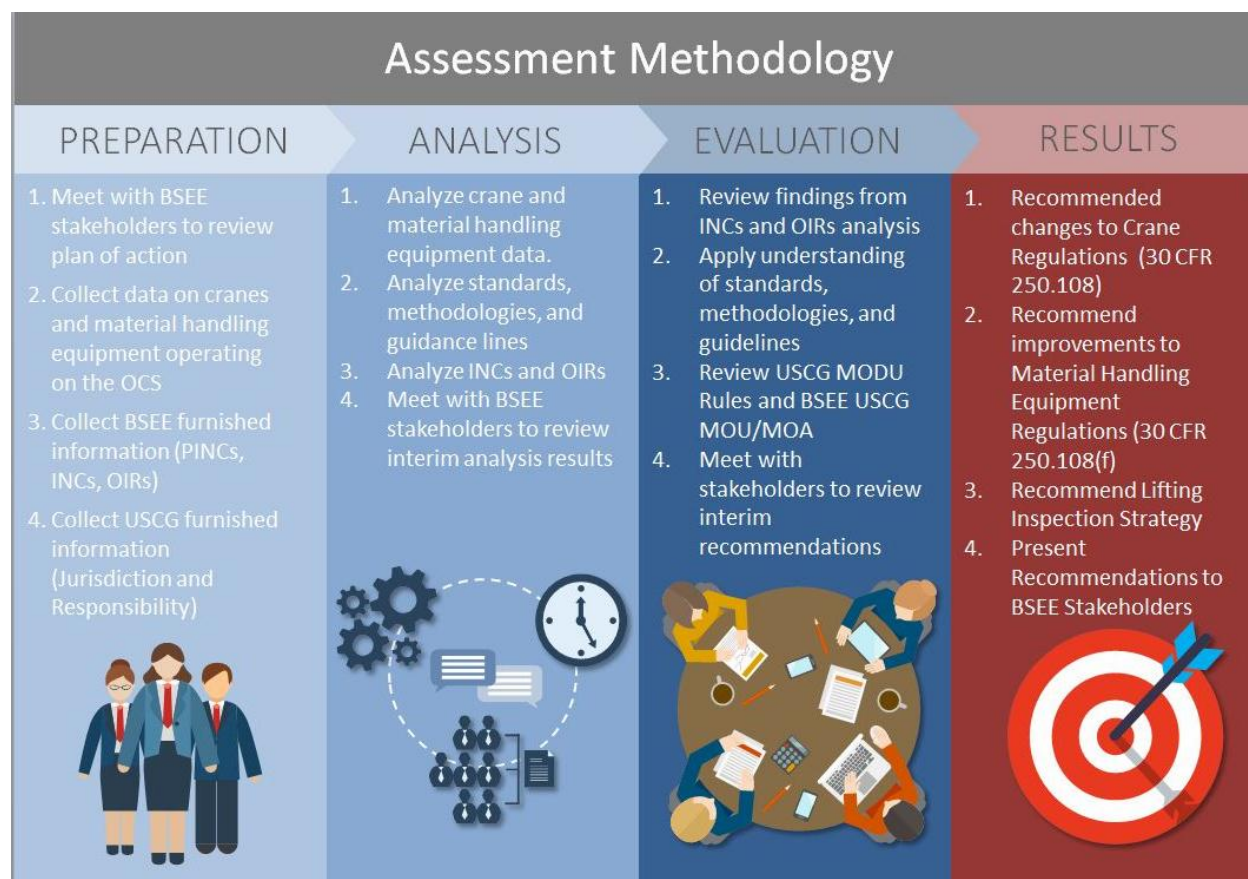 Assessment Methodology
PREPARATION
1. Meet with BSEE
stakeholders to review
plan of action
2. Collect data on cranes
and material handling
equipment operating
on the OCS
3. Collect BSEE furnished
information (PINCs,
INCs, OIRs)
4. Collect USCG furnished
information
(Jurisdiction and
Responsibility)
ANALYSIS
1. Analyze crane and
material handling
equipment data.
2. Analyze standards,
methodologies, and
guidance lines
3. Analyze INCs and OIRs
4. Meet with BSEE
stakeholders to review
interim analysis results
EVALUATION
1. Review findings from
INCs and OIRs analysis
2. Apply understanding
of standards,
methodologies, and
guidelines
3. Review USCG MODU
Rules and BSEE USCG
MOU/MOA
4. Meet with
stakeholders to review
interim
recommendations
RESULTS
1. Recommended
changes to Crane
Regulations (30 CFR
250.108)
2. Recommend
improvements to
Material Handling
Equipment
Regulations (30 CFR
250.108(f)
3. Recommend Lifting
Inspection Strategy
4. Present
Recommendations to
BSEE Stakeholders